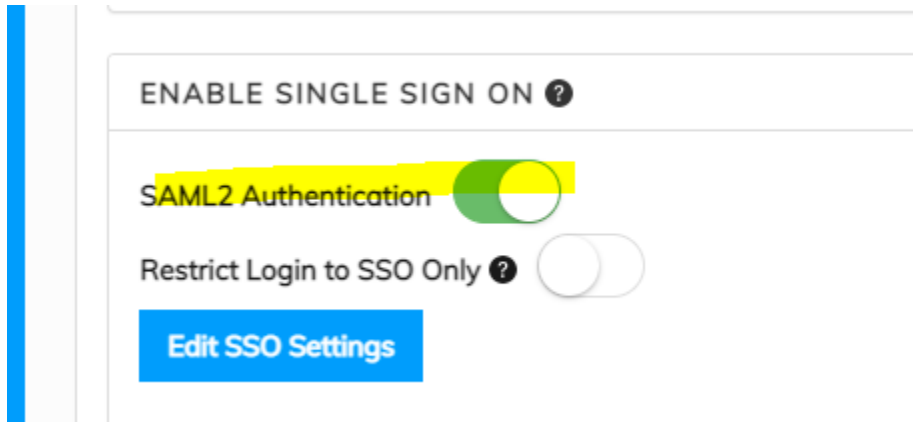 ENABLE SINGLE SIGN ON ?
SAML2 Authentication
Restrict Login to SSO Only ?
Edit SSO Settings